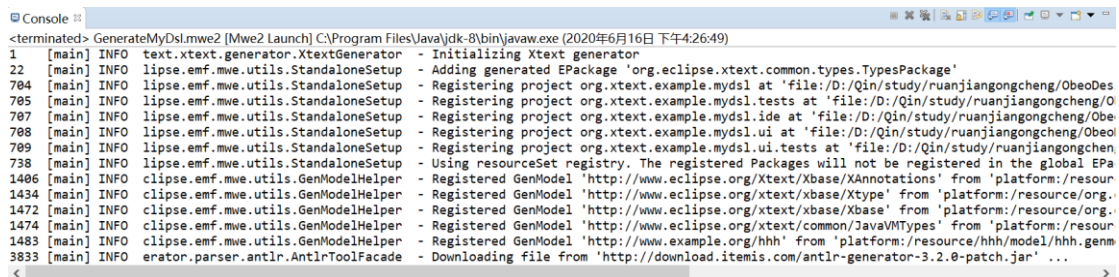 Console
<terminated> GenerateMyDsl.mwe2 [Mwe2 Launch] C:\Program Files\Java\jdk-8\bin\javaw.exe (2020年6月16日 下午4:26:49)
1 [main] INFO text.xtext.generator.XtextGenerator - Initializing Xtext generator
22 [main] INFO lipse.emf.mwe.utils.StandaloneSetup - Adding generated EPackage 'org.eclipse.xtext.common.types.TypesPackage'
704 [main] INFO lipse.emf.mwe.utils.StandaloneSetup - Registering project org.xtext.example.mydsl at 'file:/D:/Qin/study/ruanjiangongcheng/ObeoDes
705 [main] INFO lipse.emf.mwe.utils.StandaloneSetup - Registering project org.xtext.example.mydsl.tests at 'file:/D:/Qin/study/ruanjiangongcheng/O
707 [main] INFO lipse.emf.mwe.utils.StandaloneSetup - Registering project org.xtext.example.mydsl.ide at 'file:/D:/Qin/study/ruanjiangongcheng/Obe
708 [main] INFO lipse.emf.mwe.utils.StandaloneSetup - Registering project org.xtext.example.mydsl.ui at 'file:/D:/Qin/study/ruanjiangongcheng/Obeo
709 [main] INFO lipse.emf.mwe.utils.StandaloneSetup - Registering project org.xtext.example.mydsl.ui.tests at 'file:/D:/Qin/study/ruanjiangongchen
738 [main] INFO lipse.emf.mwe.utils.StandaloneSetup - Using resourceSet registry. The registered Packages will not be registered in the global EPa
1406 [main] INFO clipse.emf.mwe.utils.GenModelHelper - Registered GenModel 'http://www.eclipse.org/Xtext/Xbase/XAnnotations' from 'platform:/resour
1434 [main] INFO clipse.emf.mwe.utils.GenModelHelper - Registered GenModel 'http://www.eclipse.org/xtext/xbase/Xtype' from 'platform:/resource/org.
1472 [main] INFO clipse.emf.mwe.utils.GenModelHelper - Registered GenModel 'http://www.eclipse.org/xtext/xbase/Xbase' from 'platform:/resource/org.
1474 [main] INFO clipse.emf.mwe.utils.GenModelHelper - Registered GenModel 'http://www.eclipse.org/xtext/common/JavaVMTypes' from 'platform:/resour
1483 [main] INFO clipse.emf.mwe.utils.GenModelHelper - Registered GenModel 'http://www.example.org/hhh' from 'platform:/resource/hhh/model/hhh.genm
3833 [main] INFO erator.parser.antlr.AntlrToolFacade - Downloading file from 'http://download.itemis.com/antlr-generator-3.2.0-patch.jar' ...